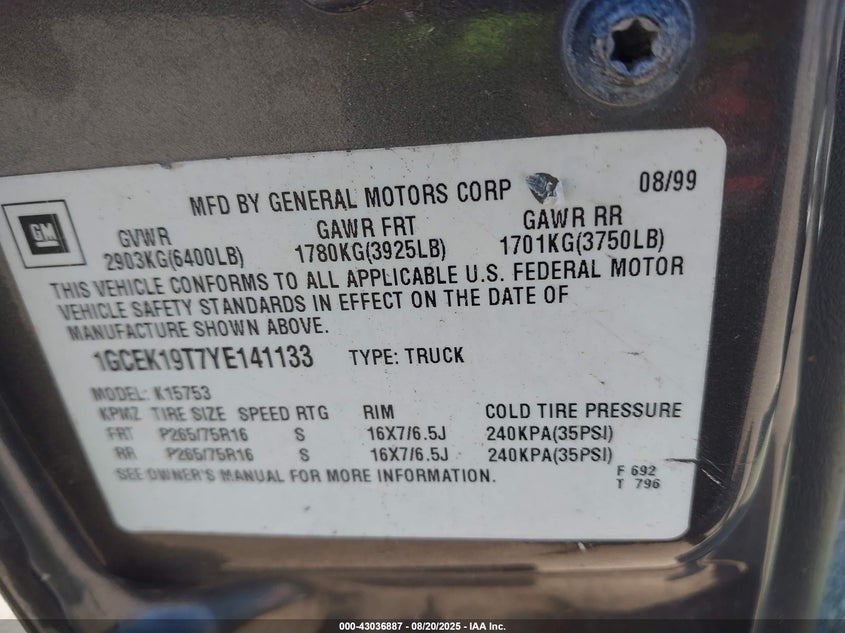 MFD BY GENERAL MOTORS CORP 08/99
GM
GVWR GAWR FRT GAWR RR
2903KG(6400LB) 1780KG(3925LB) 1701KG(3750LB)
THIS VEHICLE CONFORMS TO ALL APPLICABLE U.S. FEDERAL MOTOR
VEHICLE SAFETY STANDARDS IN EFFECT ON THE DATE OF
MANUFACTURE SHOWN ABOVE.
1GCEK19T7YE141133 TYPE: TRUCK
MODEL: K15753
KPMZ TIRE SIZE SPEED RTG RIM COLD TIRE PRESSURE
FRT P265/75R16 S 16X7/6.5J 240KPA(35PSI)
RR P265/75R16 S 16X7/6.5J 240KPA(35PSI)
SEE OWNER'S MANUAL FOR MORE INFORMATION.
F 692
T 796
000-43036887 - 08/20/2025 - IAA Inc.